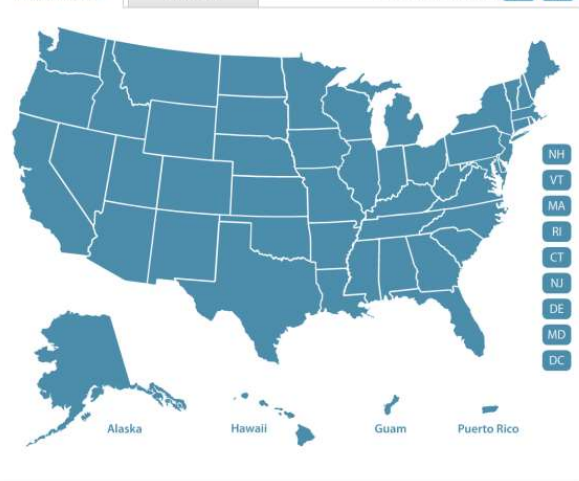 NH
VT
MA
RI
CT
NJ
DE
MD
DC
Alaska
Hawaii
Guam
Puerto Rico